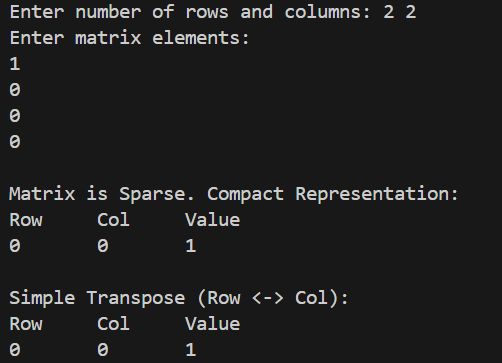 Enter number of rows and columns: 2 2
Enter matrix elements:
1
0
0
0
Matrix is Sparse. Compact Representation:
Row Col Value
0 0 1
Simple Transpose (Row <-> Col):
Row Col Value
0 0 1